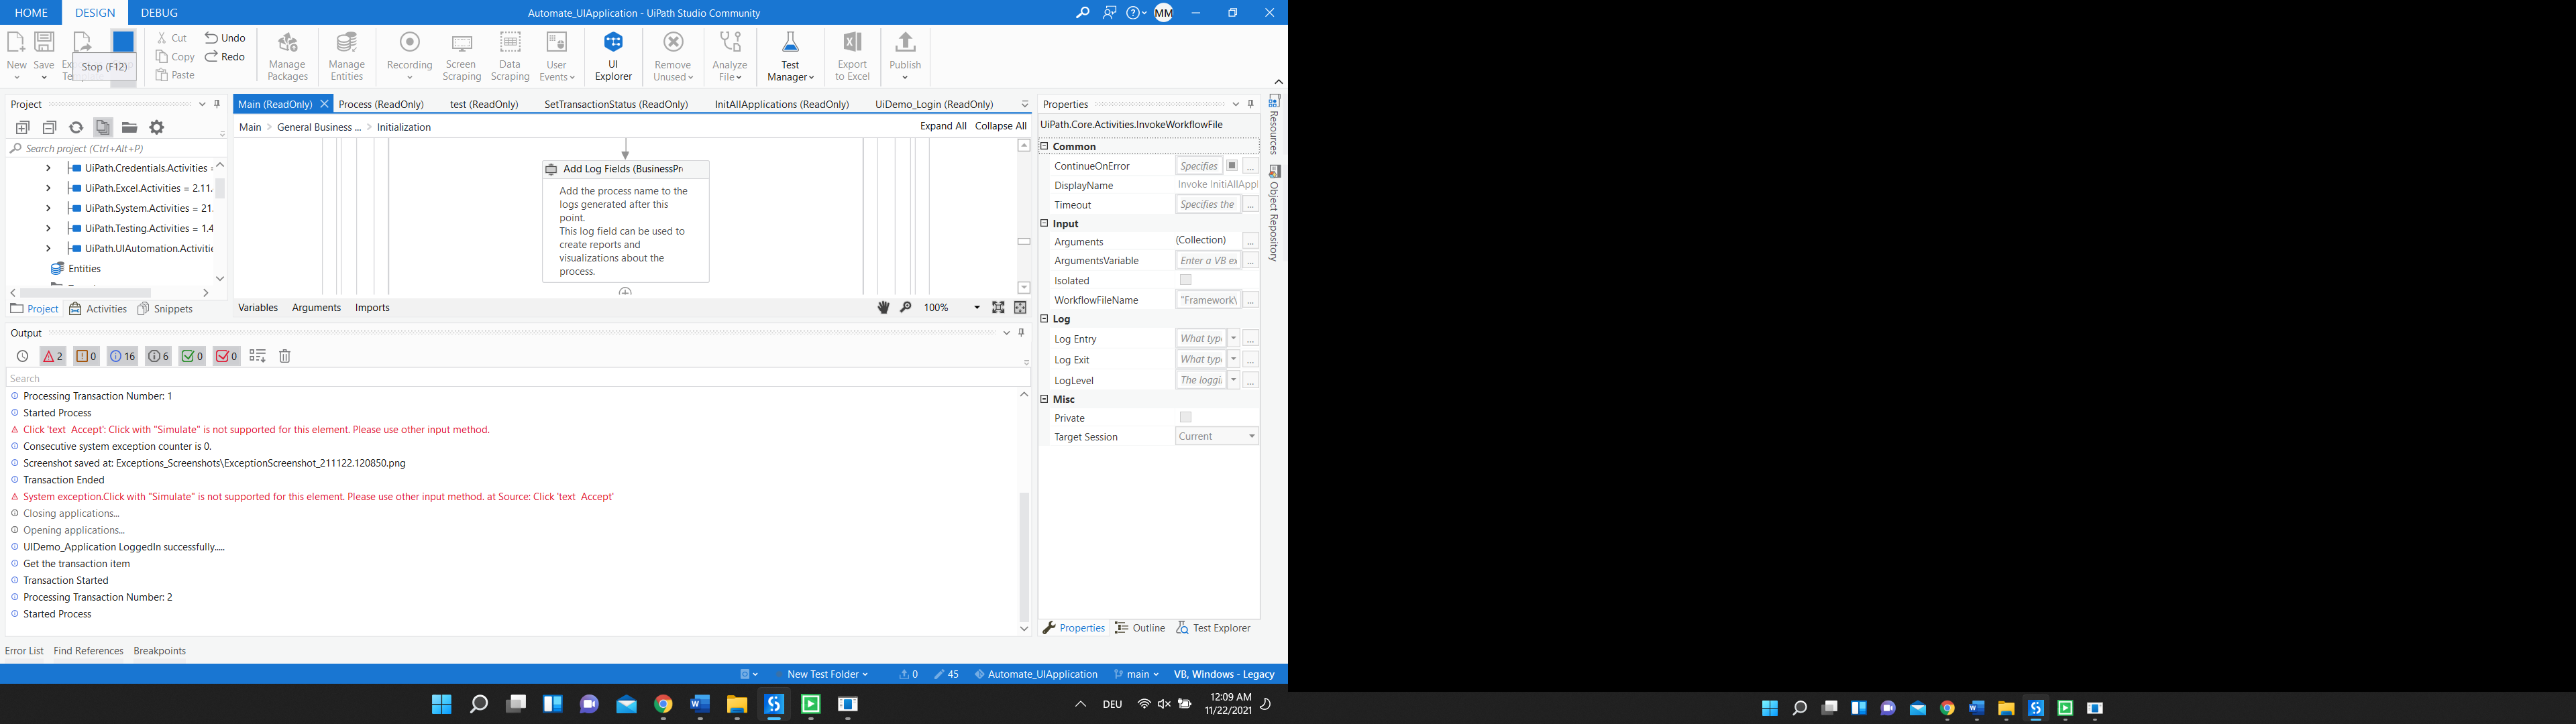 HOME DESIGN DEBUG Automate_UIApplication - UiPath Studio Community MM
Cut Undo
Copy Redo
Paste
New Save
Stop (F12)
Manage Packages
Manage Entities
Recording
Screen Scraping
Data Scraping
User Events
UI Explorer
Remove Unused
Analyze File
Test Manager
Export to Excel
Publish
Project
Search project (Ctrl+Alt+P)
UiPath.Credentials.Activities =
UiPath.Excel.Activities = 2.11.
UiPath.System.Activities = 21.
UiPath.Testing.Activities = 1.4
UiPath.UIAutomation.Activitie
Entities
Project Activities Snippets
Main (ReadOnly) Process (ReadOnly) test (ReadOnly) SetTransactionStatus (ReadOnly) InitAllApplications (ReadOnly) UiDemo_Login (ReadOnly)
Main > General Business ... > Initialization Expand All Collapse All
Add Log Fields (BusinessPr
Add the process name to the
logs generated after this
point.
This log field can be used to
create reports and
visualizations about the
process.
Variables Arguments Imports 100%
Output
2 0 16 6 0 0
Search
Processing Transaction Number: 1
Started Process
Click 'text  Accept': Click with "Simulate" is not supported for this element. Please use other input method.
Consecutive system exception counter is 0.
Screenshot saved at: Exceptions_Screenshots\ExceptionScreenshot_211122.120850.png
Transaction Ended
System exception.Click with "Simulate" is not supported for this element. Please use other input method. at Source: Click 'text  Accept'
Closing applications...
Opening applications...
UIDemo_Application LoggedIn successfully.....
Get the transaction item
Transaction Started
Processing Transaction Number: 2
Started Process
Properties
UiPath.Core.Activities.InvokeWorkflowFile
Common
ContinueOnError Specifies ...
DisplayName Invoke InitiAllAppl
Timeout Specifies the ...
Input
Arguments (Collection) ...
ArgumentsVariable Enter a VB ex ...
Isolated
WorkflowFileName "Framework\ ...
Log
Log Entry What typ ...
Log Exit What typ ...
LogLevel The loggi ...
Misc
Private
Target Session Current
Properties Outline Test Explorer
Resources
Object Repository
Error List Find References Breakpoints
New Test Folder 0 45 Automate_UIApplication main VB, Windows - Legacy
DEU 12:09 AM
11/22/2021